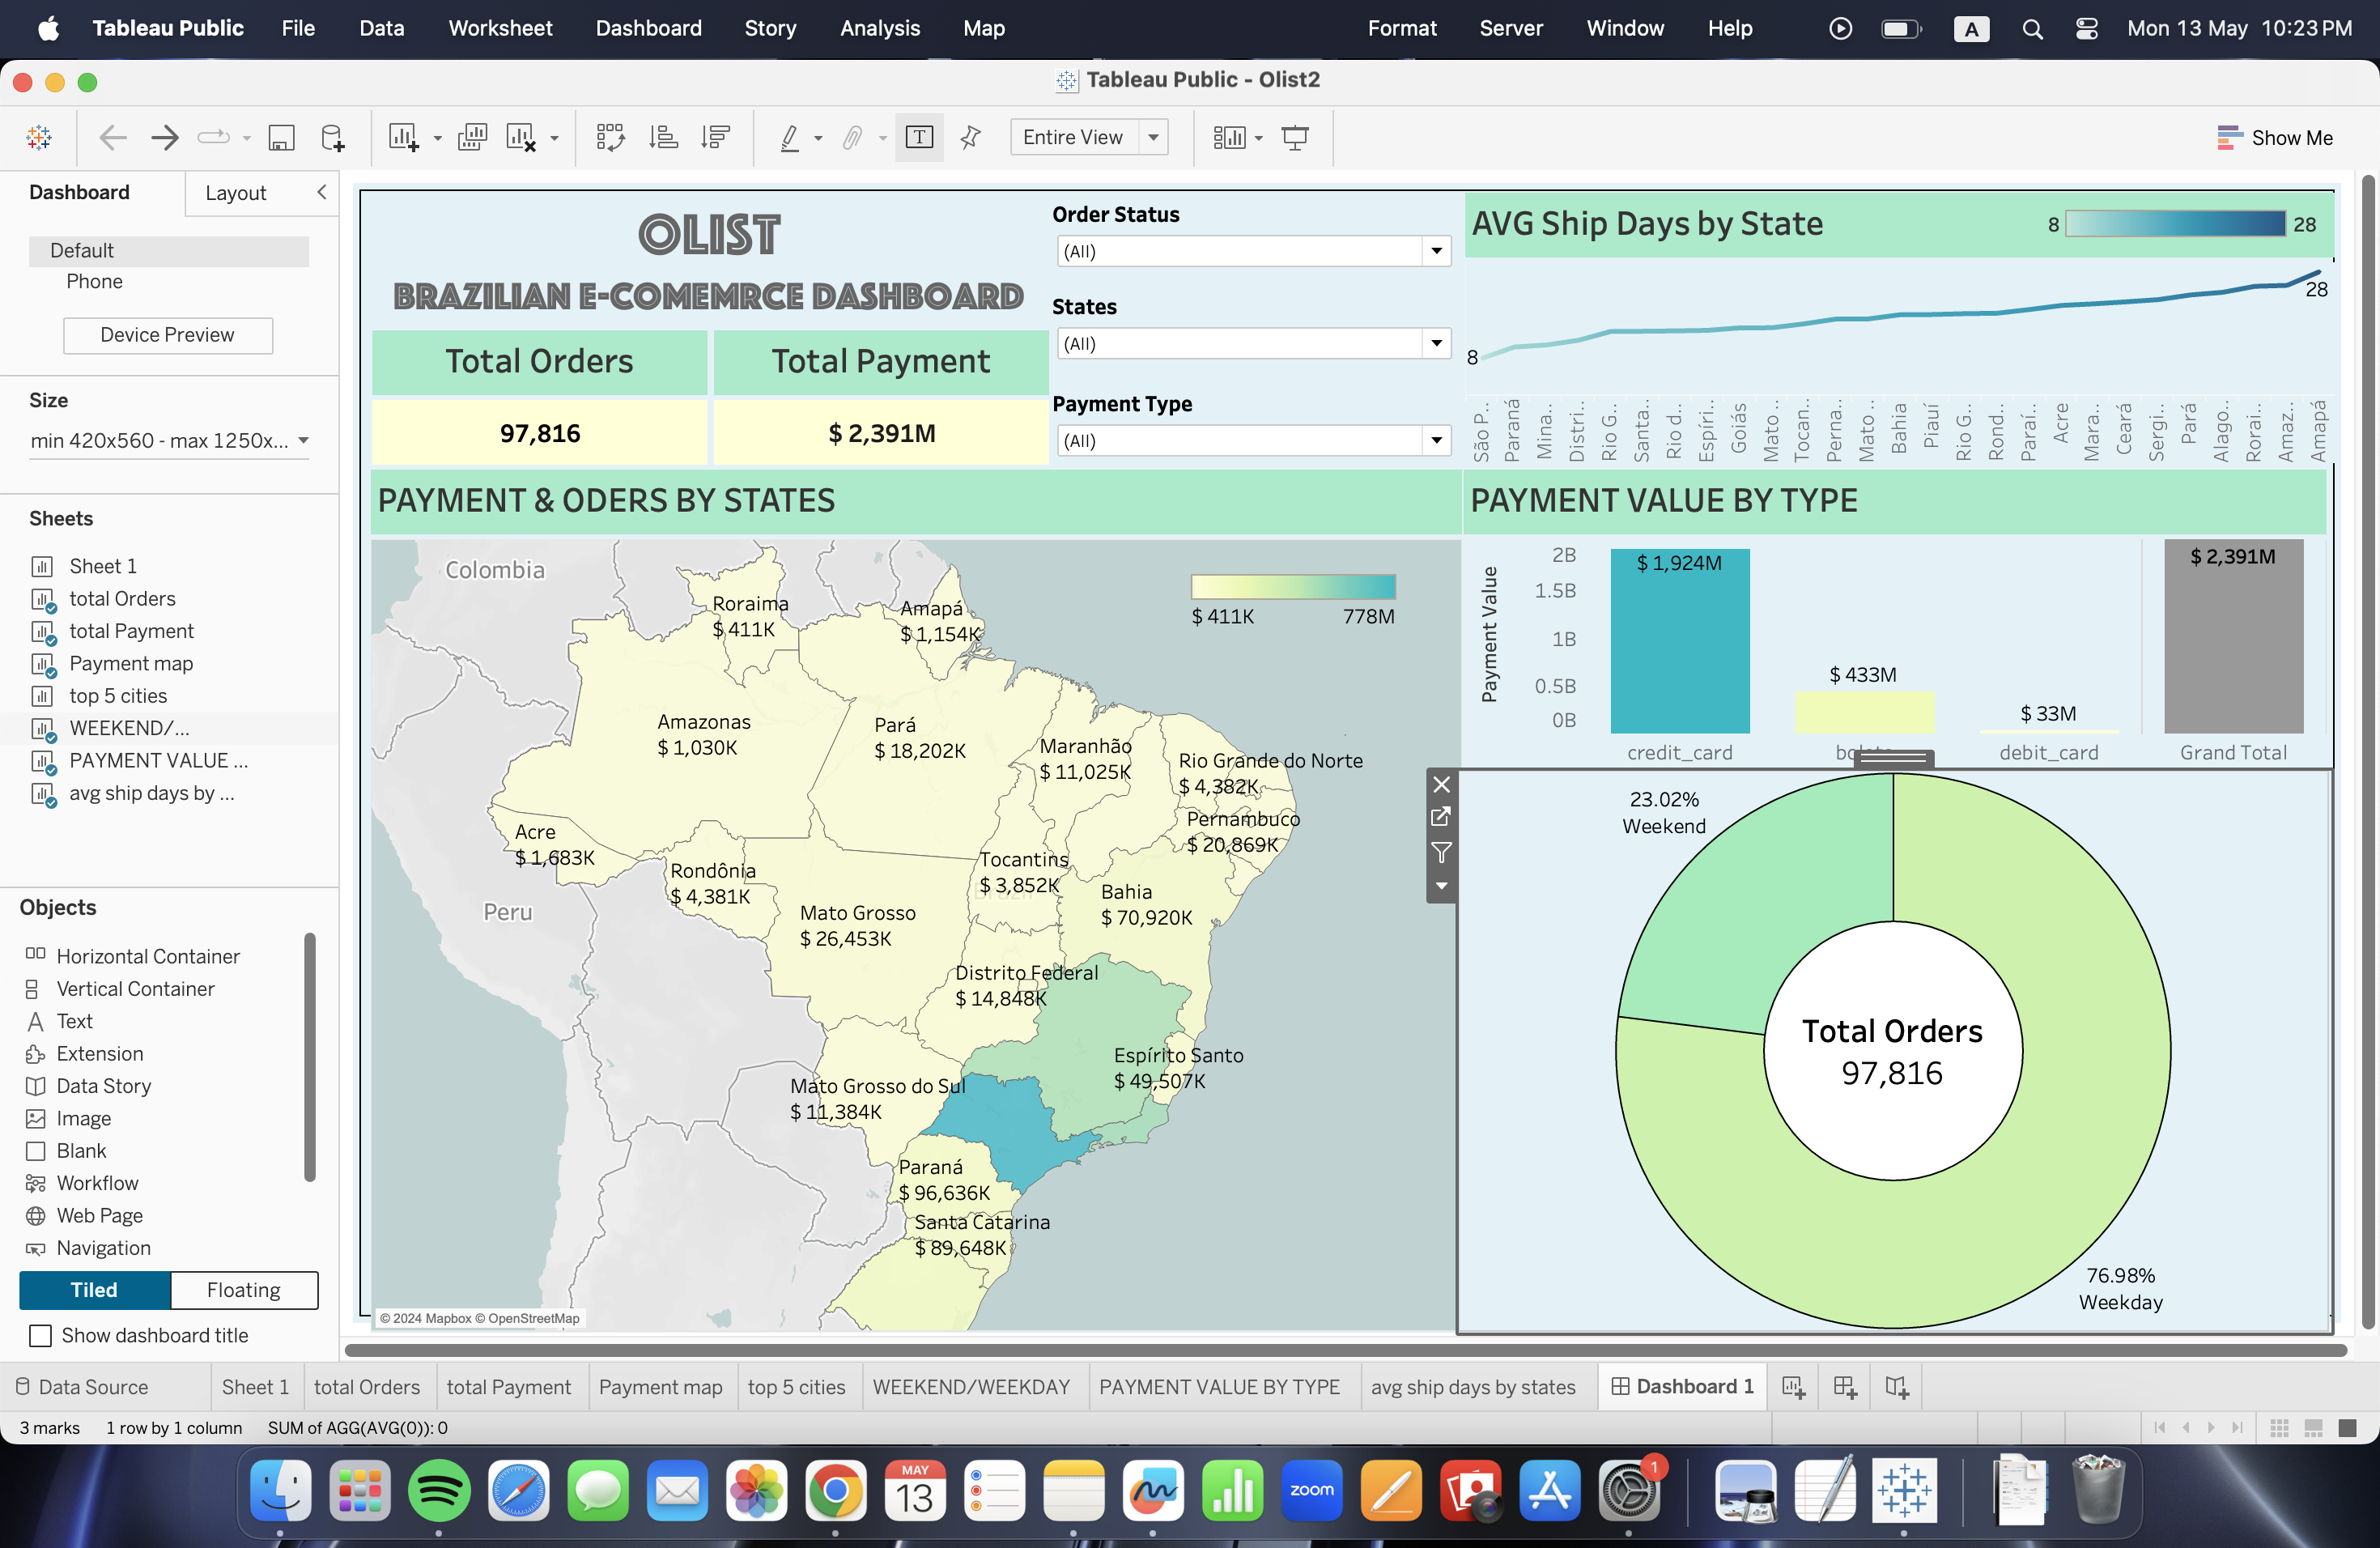 Tableau Public File Data Worksheet Dashboard Story Analysis Map Format Server Window Help A Mon 13 May 10:23 PM
Tableau Public - Olist2
Entire View
Show Me
Dashboard
Layout
Default
Phone
Device Preview
Size
min 420x560 - max 1250x...
Sheets
Sheet 1
total Orders
total Payment
Payment map
top 5 cities
WEEKEND/...
PAYMENT VALUE ...
avg ship days by ...
Objects
Horizontal Container
Vertical Container
Text
Extension
Data Story
Image
Blank
Workflow
Web Page
Navigation
Tiled
Floating
Show dashboard title
OLIST
BRAZILIAN E-COMEMRCE DASHBOARD
Total Orders
Total Payment
97,816
$ 2,391M
Order Status
(All)
States
(All)
Payment Type
(All)
AVG Ship Days by State
8
28
28
8
São P..
Paraná
Mina..
Distri..
Rio G..
Santa..
Rio d..
Espíri..
Goiás
Mato ..
Tocan..
Perna..
Mato ..
Bahia
Piauí
Rio G..
Rond..
Paraí..
Acre
Mara..
Ceará
Sergi..
Pará
Alago..
Rorai..
Amaz..
Amapá
PAYMENT & ODERS BY STATES
Colombia
Peru
Brazil
$ 411K
778M
Roraima
$ 411K
Amapá
$ 1,154K
Amazonas
$ 1,030K
Pará
$ 18,202K
Maranhão
$ 11,025K
Rio Grande do Norte
$ 4,382K
Pernambuco
$ 20,869K
Acre
$ 1,683K
Rondônia
$ 4,381K
Tocantins
$ 3,852K
Bahia
$ 70,920K
Mato Grosso
$ 26,453K
Distrito Federal
$ 14,848K
Espírito Santo
$ 49,507K
Mato Grosso do Sul
$ 11,384K
Paraná
$ 96,636K
Santa Catarina
$ 89,648K
© 2024 Mapbox © OpenStreetMap
PAYMENT VALUE BY TYPE
Payment Value
2B
1.5B
1B
0.5B
0B
$ 1,924M
$ 433M
$ 33M
$ 2,391M
credit_card
debit_card
Grand Total
23.02%
Weekend
Total Orders
97,816
76.98%
Weekday
Data Source
Sheet 1
total Orders
total Payment
Payment map
top 5 cities
WEEKEND/WEEKDAY
PAYMENT VALUE BY TYPE
avg ship days by states
Dashboard 1
3 marks
1 row by 1 column
SUM of AGG(AVG(0)): 0
MAY
13
zoom
1